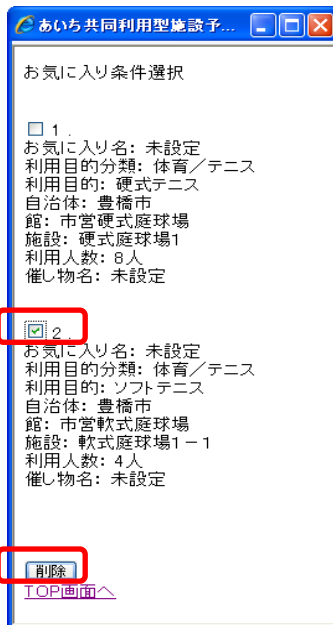 あいち共同利用型施設予...
お気に入り条件選択
1.
お気に入り名: 未設定
利用目的分類: 体育／テニス
利用目的: 硬式テニス
自治体: 豊橋市
館: 市営硬式庭球場
施設: 硬式庭球場1
利用人数: 8人
催し物名: 未設定
2.
お気に入り名: 未設定
利用目的分類: 体育／テニス
利用目的: ソフトテニス
自治体: 豊橋市
館: 市営軟式庭球場
施設: 軟式庭球場1－1
利用人数: 4人
催し物名: 未設定
削除
TOP画面へ